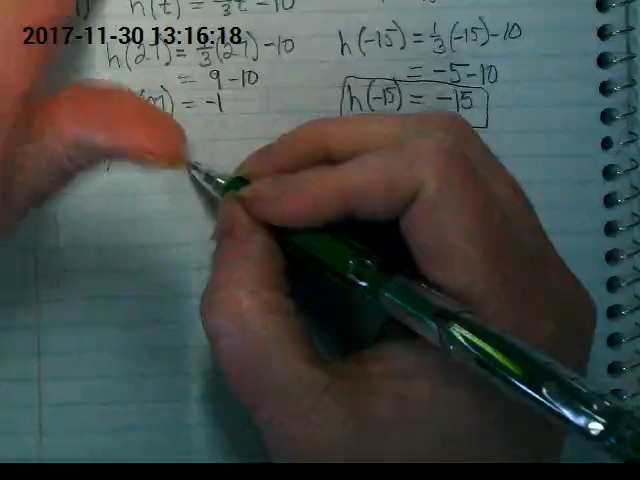 h(t) = 1/3 t - 10
2017-11-30 13:16:18
h(27) = 1/3(27) - 10
= 9 - 10
= -1
h(-15) = 1/3(-15) - 10
= -5 - 10
h(-15) = -15